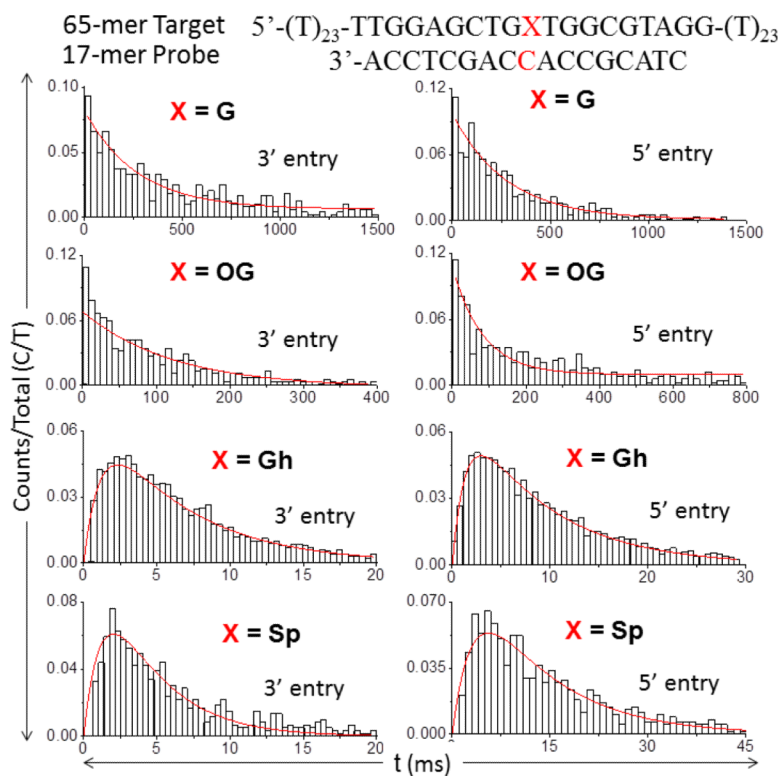 65-mer Target 5’-(T)23-TTGGAGCTGXTGGCGTAGG-(T)23
17-mer Probe 3’-ACCTCGACCACCGCATC
Counts/Total (C/T)
X = G
3’ entry
0.10
0.05
0.00
0 500 1000 1500
X = G
5’ entry
0.12
0.06
0.00
0 500 1000 1500
X = OG
3’ entry
0.12
0.06
0.00
0 100 200 300 400
X = OG
5’ entry
0.12
0.06
0.00
0 200 400 600 800
X = Gh
3’ entry
0.06
0.03
0.00
0 5 10 15 20
X = Gh
5’ entry
0.06
0.03
0.00
0 10 20 30
X = Sp
3’ entry
0.08
0.04
0.00
0 5 10 15 20
X = Sp
5’ entry
0.070
0.035
0.000
0 15 30 45
t (ms)